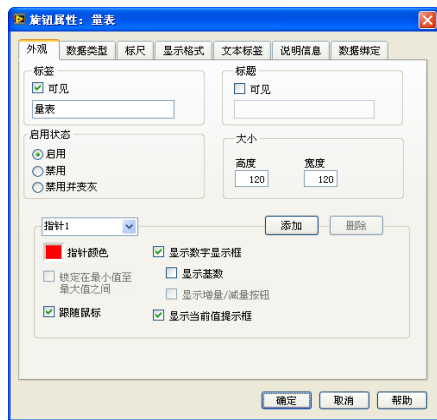 旋钮属性：量表
外观 数据类型 标尺 显示格式 文本标签 说明信息 数据绑定
标签
可见
量表
标题
可见
启用状态
启用
禁用
禁用并变灰
大小
高度 宽度
120 120
指针1
添加 删除
指针颜色
锁定在最小值至
最大值之间
跟随鼠标
显示数字显示框
显示基数
显示增量/减量按钮
显示当前值提示框
确定 取消 帮助